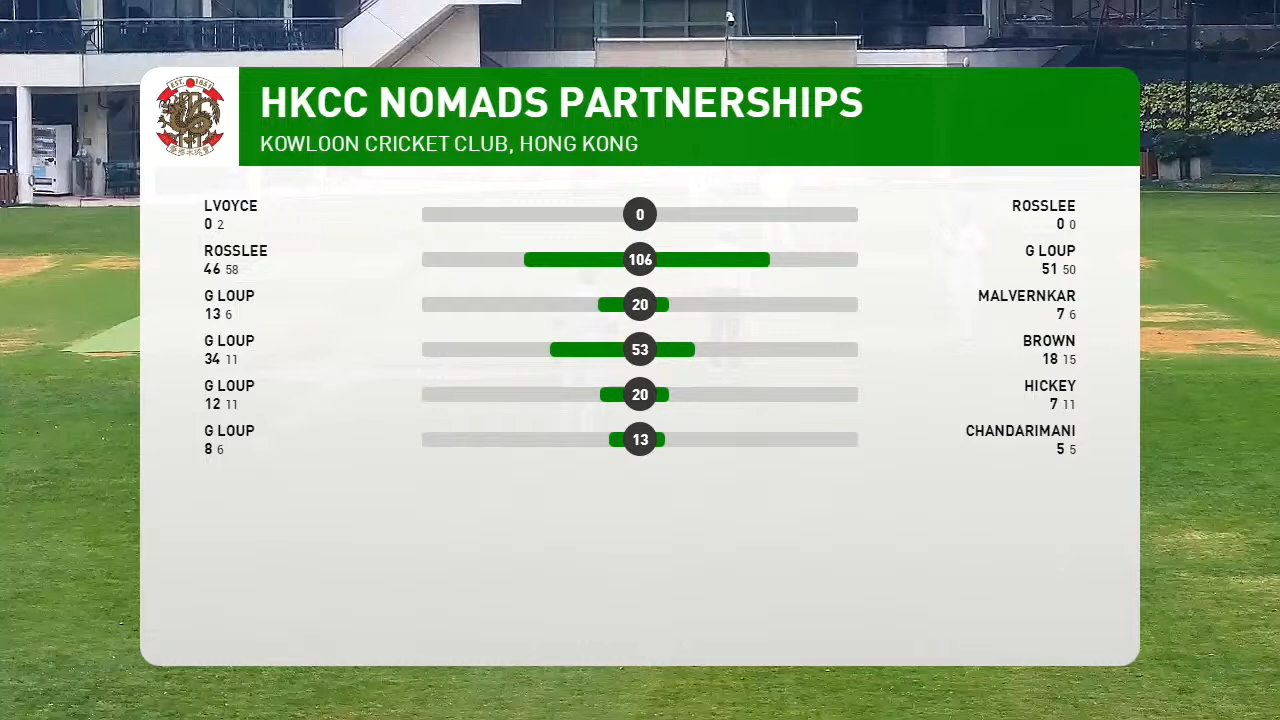 EST. 1851
HKCC NOMADS PARTNERSHIPS
KOWLOON CRICKET CLUB, HONG KONG
LVOYCE
0 2
0
ROSSLEE
0 0
ROSSLEE
46 58
106
G LOUP
51 50
G LOUP
13 6
20
MALVERNKAR
7 6
G LOUP
34 11
53
BROWN
18 15
G LOUP
12 11
20
HICKEY
7 11
G LOUP
8 6
13
CHANDARIMANI
5 5